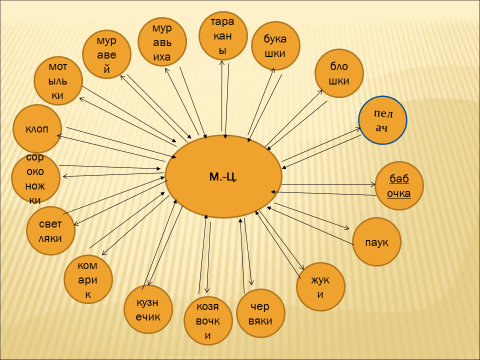 тара
кан
ы
бука
шки
бло
шки
пел
ач
баб
очка
паук
жук
и
чер
вяки
козя
вочк
и
кузн
ечик
ком
ари
к
свет
ляки
сор
око
нож
ки
клоп
мот
ыль
ки
мур
аве
й
мур
авь
иха
М.-Ц.